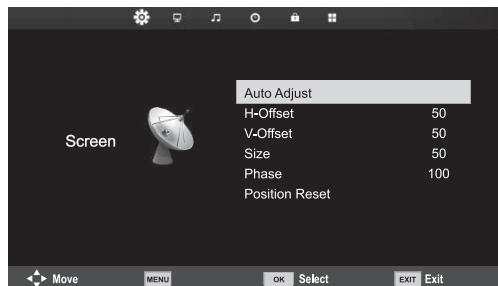 Screen
Auto Adjust
H-Offset 50
V-Offset 50
Size 50
Phase 100
Position Reset
Move MENU OK Select EXIT Exit